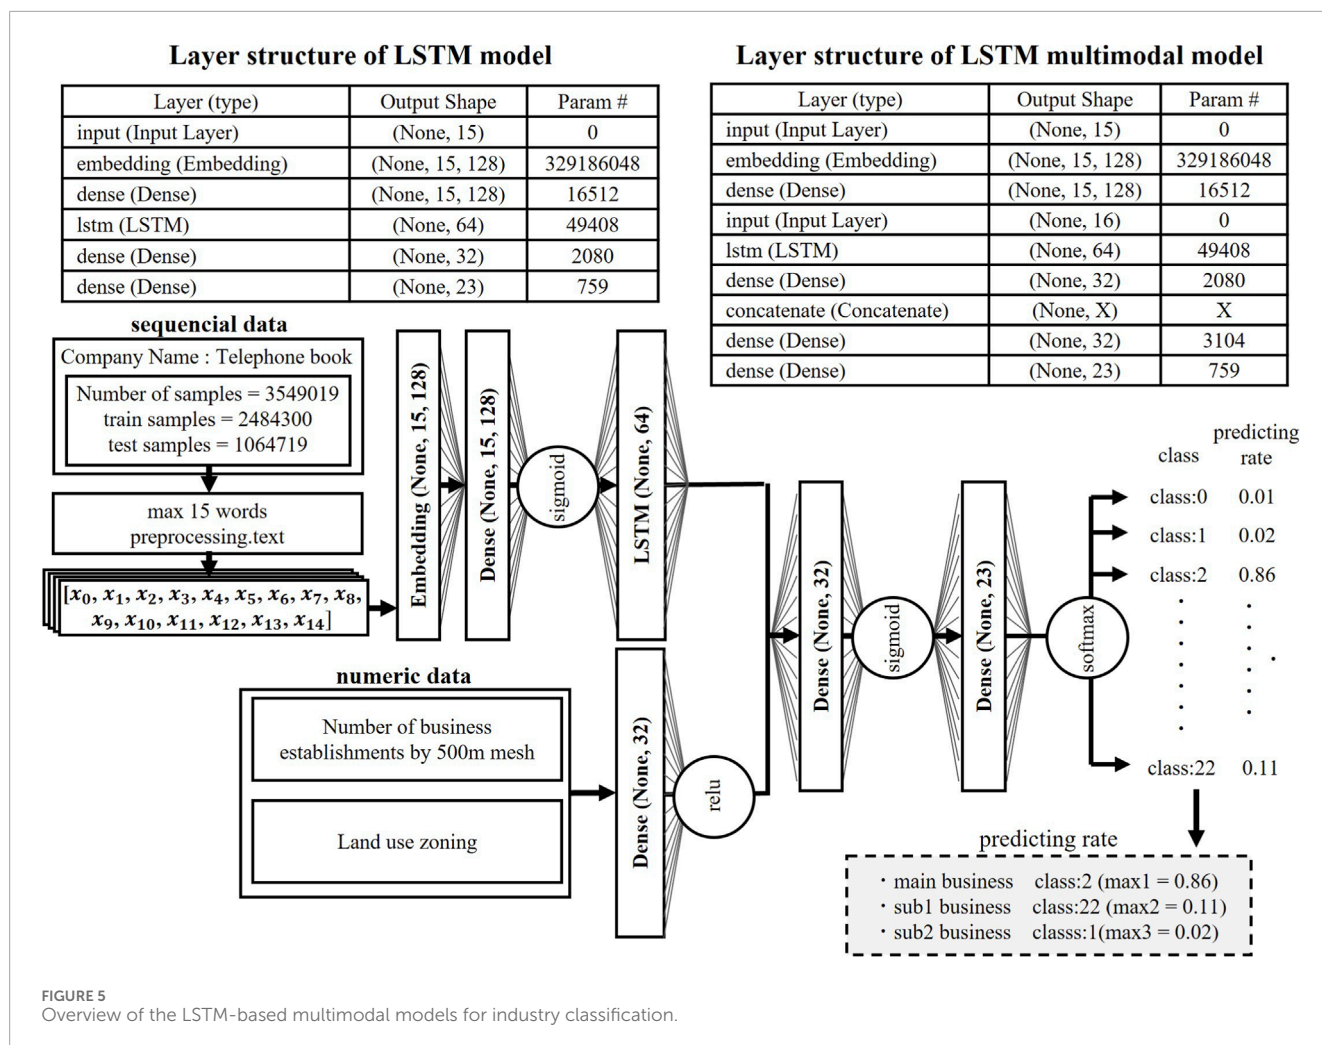 Layer structure of LSTM model
Layer (type) Output Shape Param #
input (Input Layer) (None, 15) 0
embedding (Embedding) (None, 15, 128) 329186048
dense (Dense) (None, 15, 128) 16512
lstm (LSTM) (None, 64) 49408
dense (Dense) (None, 32) 2080
dense (Dense) (None, 23) 759
Layer structure of LSTM multimodal model
Layer (type) Output Shape Param #
input (Input Layer) (None, 15) 0
embedding (Embedding) (None, 15, 128) 329186048
dense (Dense) (None, 15, 128) 16512
input (Input Layer) (None, 16) 0
lstm (LSTM) (None, 64) 49408
dense (Dense) (None, 32) 2080
concatenate (Concatenate) (None, X) X
dense (Dense) (None, 32) 3104
dense (Dense) (None, 23) 759
sequencial data
Company Name : Telephone book
Number of samples = 3549019
train samples = 2484300
test samples = 1064719
max 15 words
preprocessing.text
[x0, x1, x2, x3, x4, x5, x6, x7, x8,
x9, x10, x11, x12, x13, x14]
Embedding (None, 15, 128)
Dense (None, 15, 128)
sigmoid
LSTM (None, 64)
numeric data
Number of business
establishments by 500m mesh
Land use zoning
Dense (None, 32)
relu
Dense (None, 32)
sigmoid
Dense (None, 23)
softmax
class predicting rate
class:0 0.01
class:1 0.02
class:2 0.86
class:22 0.11
predicting rate
・main business class:2 (max1 = 0.86)
・sub1 business class:22 (max2 = 0.11)
・sub2 business classs:1(max3 = 0.02)
FIGURE 5
Overview of the LSTM-based multimodal models for industry classification.